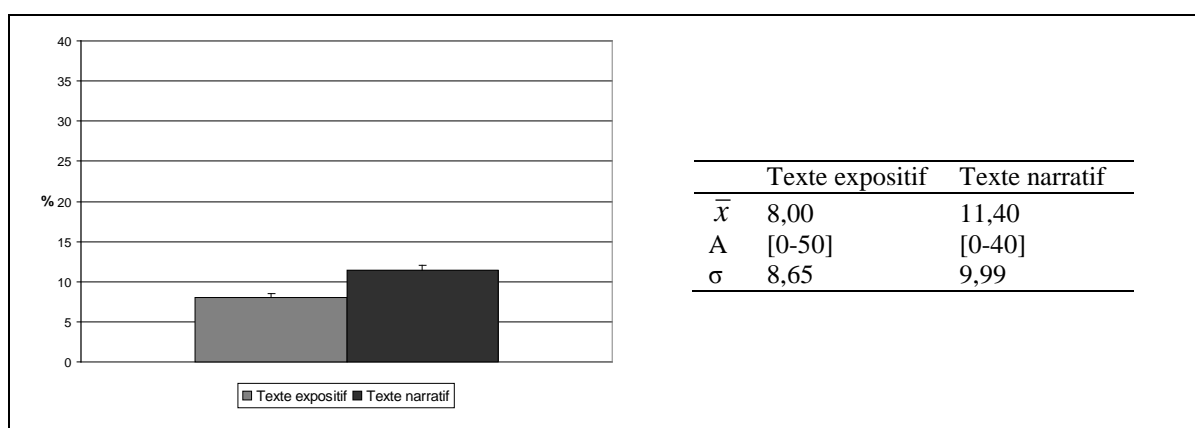 40
35
30
25
% 20
15
10
5
0
Texte expositif Texte narratif
Texte expositif Texte narratif
x̅ 8,00 11,40
A [0-50] [0-40]
σ 8,65 9,99